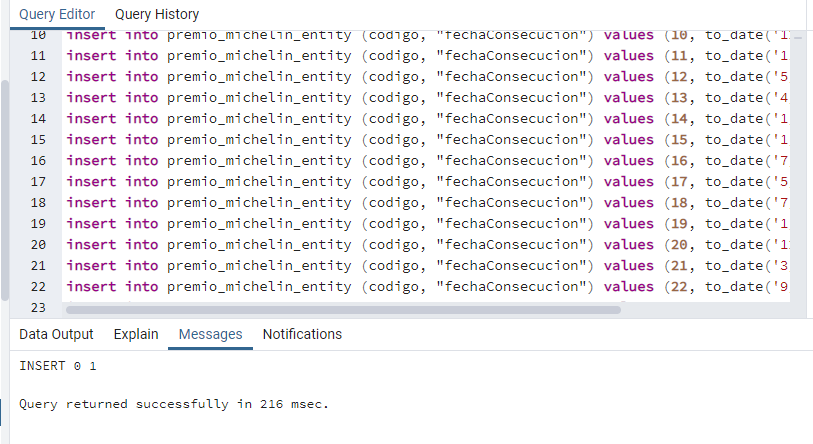 Query Editor Query History
10 insert into premio_michelin_entity (codigo, "fechaConsecucion") values (10, to_date('1
11 insert into premio_michelin_entity (codigo, "fechaConsecucion") values (11, to_date('1
12 insert into premio_michelin_entity (codigo, "fechaConsecucion") values (12, to_date('5
13 insert into premio_michelin_entity (codigo, "fechaConsecucion") values (13, to_date('4
14 insert into premio_michelin_entity (codigo, "fechaConsecucion") values (14, to_date('1
15 insert into premio_michelin_entity (codigo, "fechaConsecucion") values (15, to_date('1
16 insert into premio_michelin_entity (codigo, "fechaConsecucion") values (16, to_date('7
17 insert into premio_michelin_entity (codigo, "fechaConsecucion") values (17, to_date('5
18 insert into premio_michelin_entity (codigo, "fechaConsecucion") values (18, to_date('7
19 insert into premio_michelin_entity (codigo, "fechaConsecucion") values (19, to_date('1
20 insert into premio_michelin_entity (codigo, "fechaConsecucion") values (20, to_date('1
21 insert into premio_michelin_entity (codigo, "fechaConsecucion") values (21, to_date('3
22 insert into premio_michelin_entity (codigo, "fechaConsecucion") values (22, to_date('9
23
Data Output Explain Messages Notifications
INSERT 0 1
Query returned successfully in 216 msec.